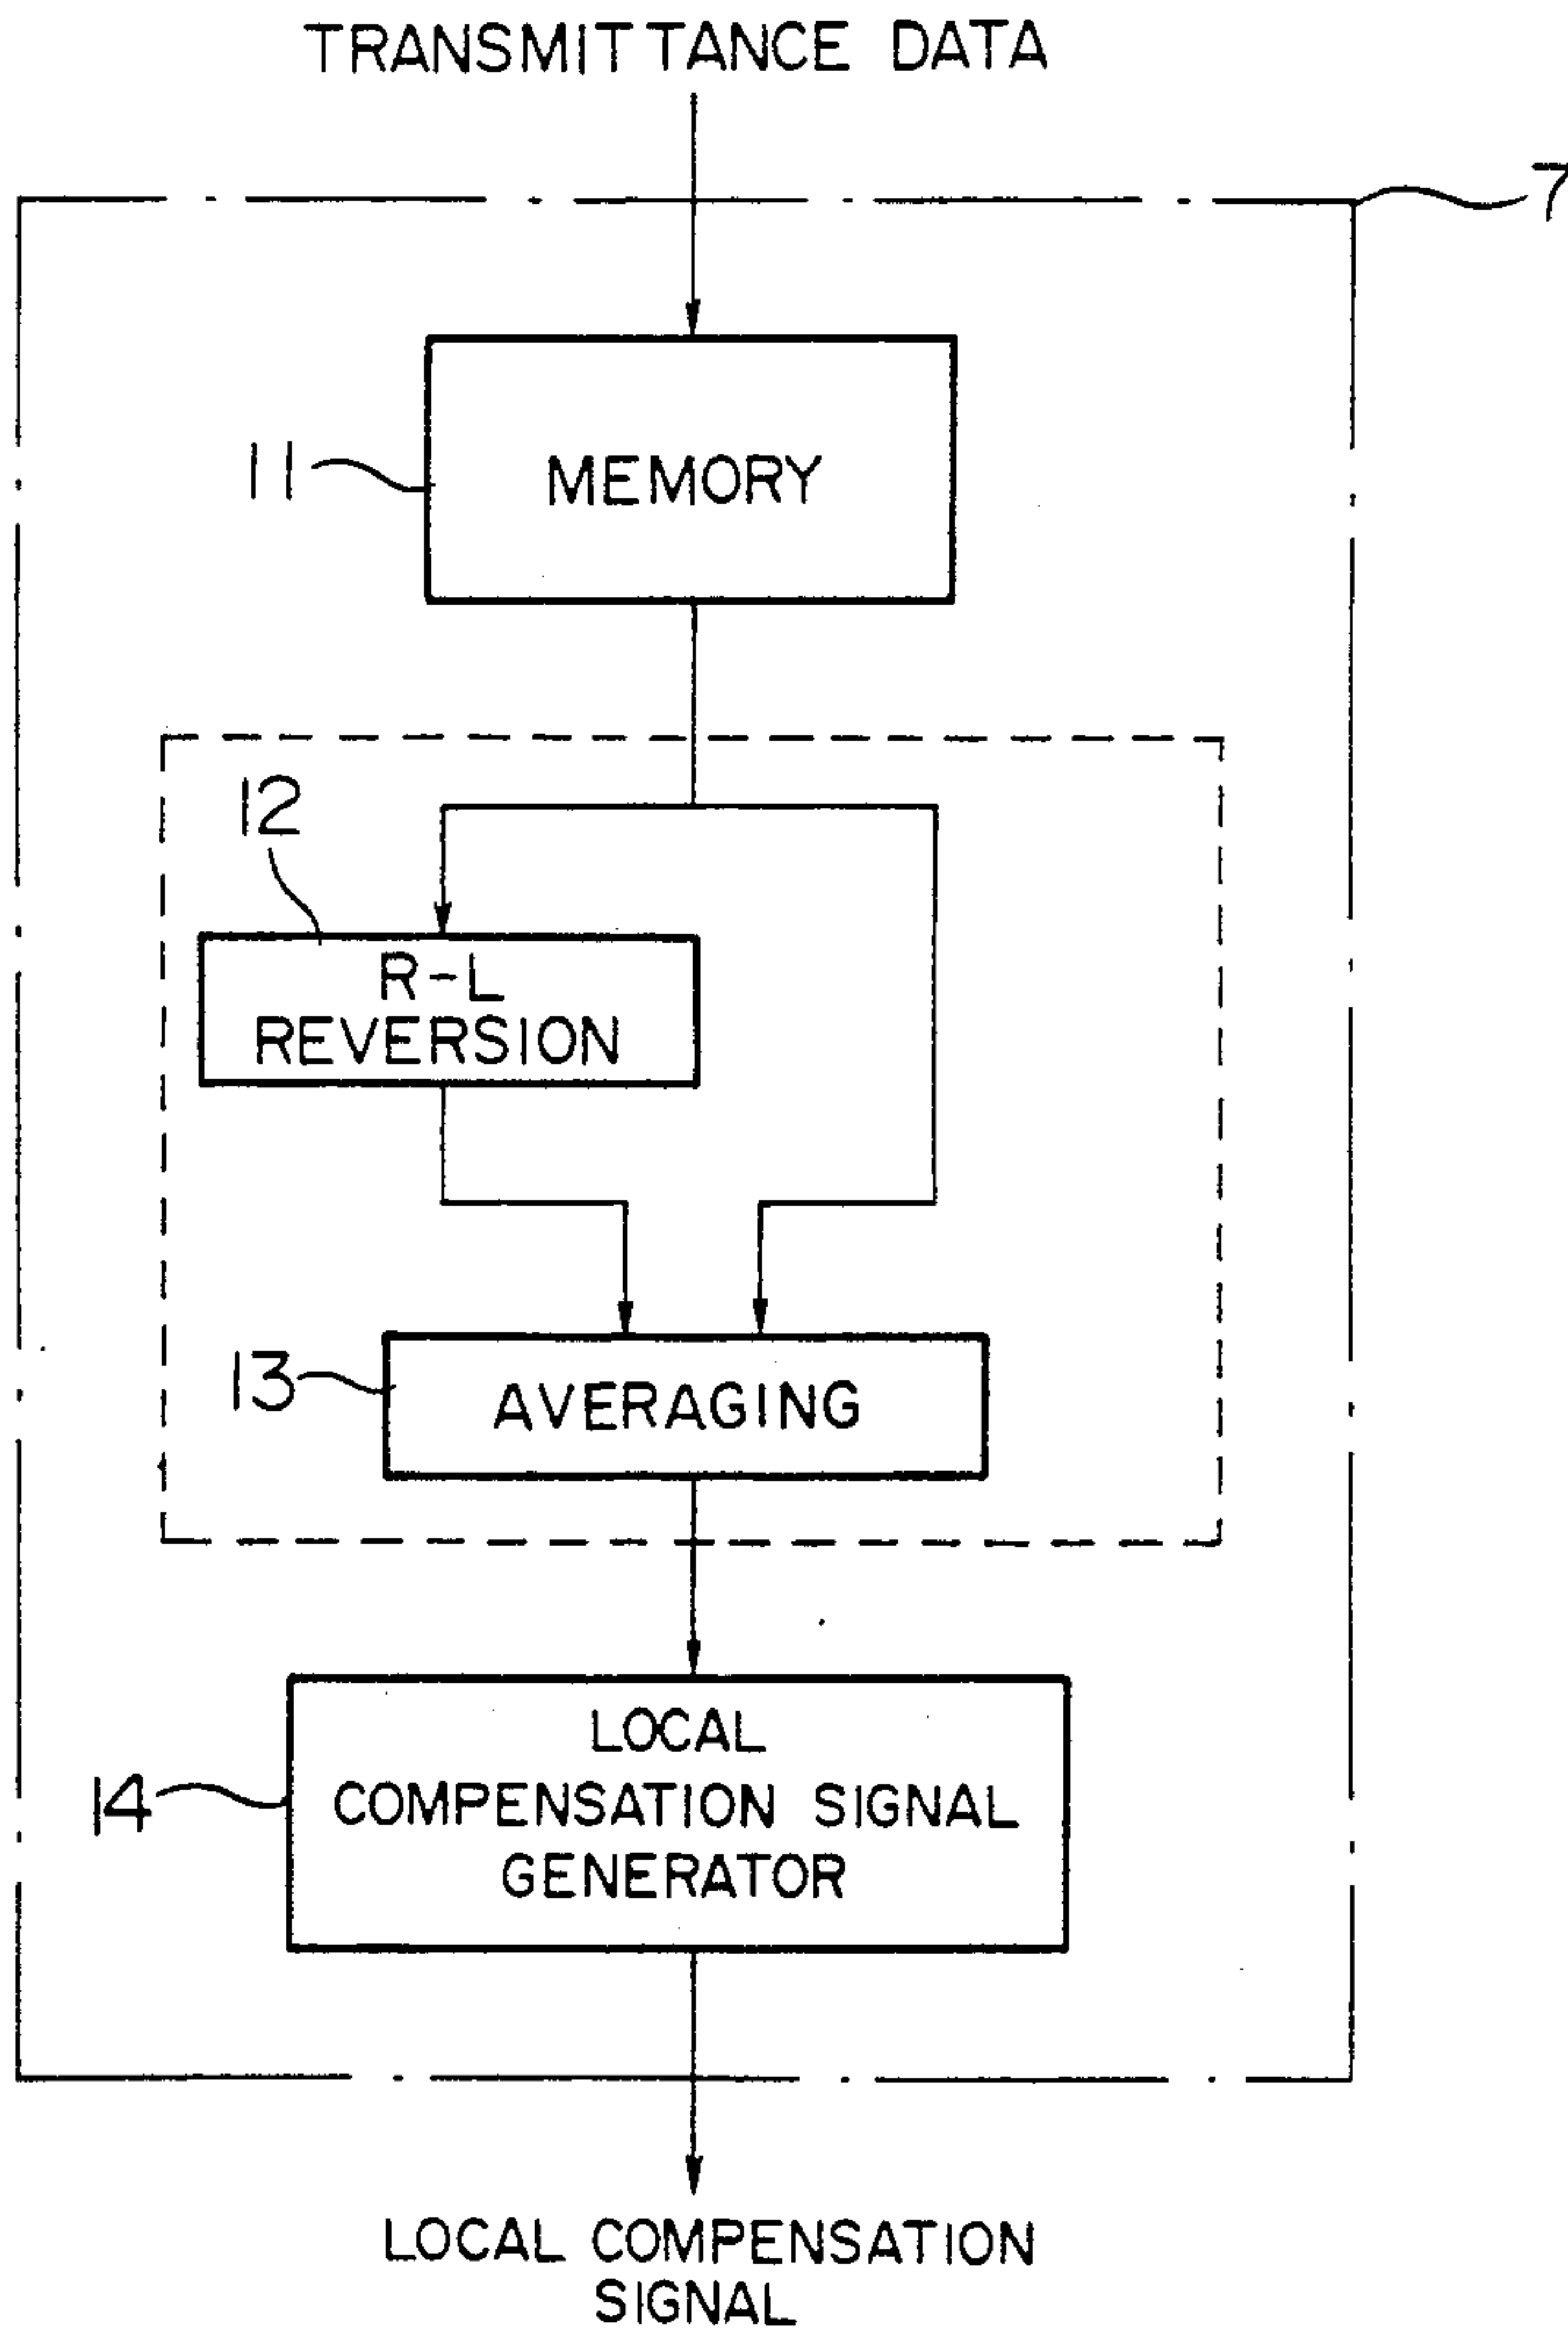 TRANSMITTANCE DATA
7
11
MEMORY
12
R-L
REVERSION
13
AVERAGING
14
LOCAL
COMPENSATION SIGNAL
GENERATOR
LOCAL COMPENSATION
SIGNAL